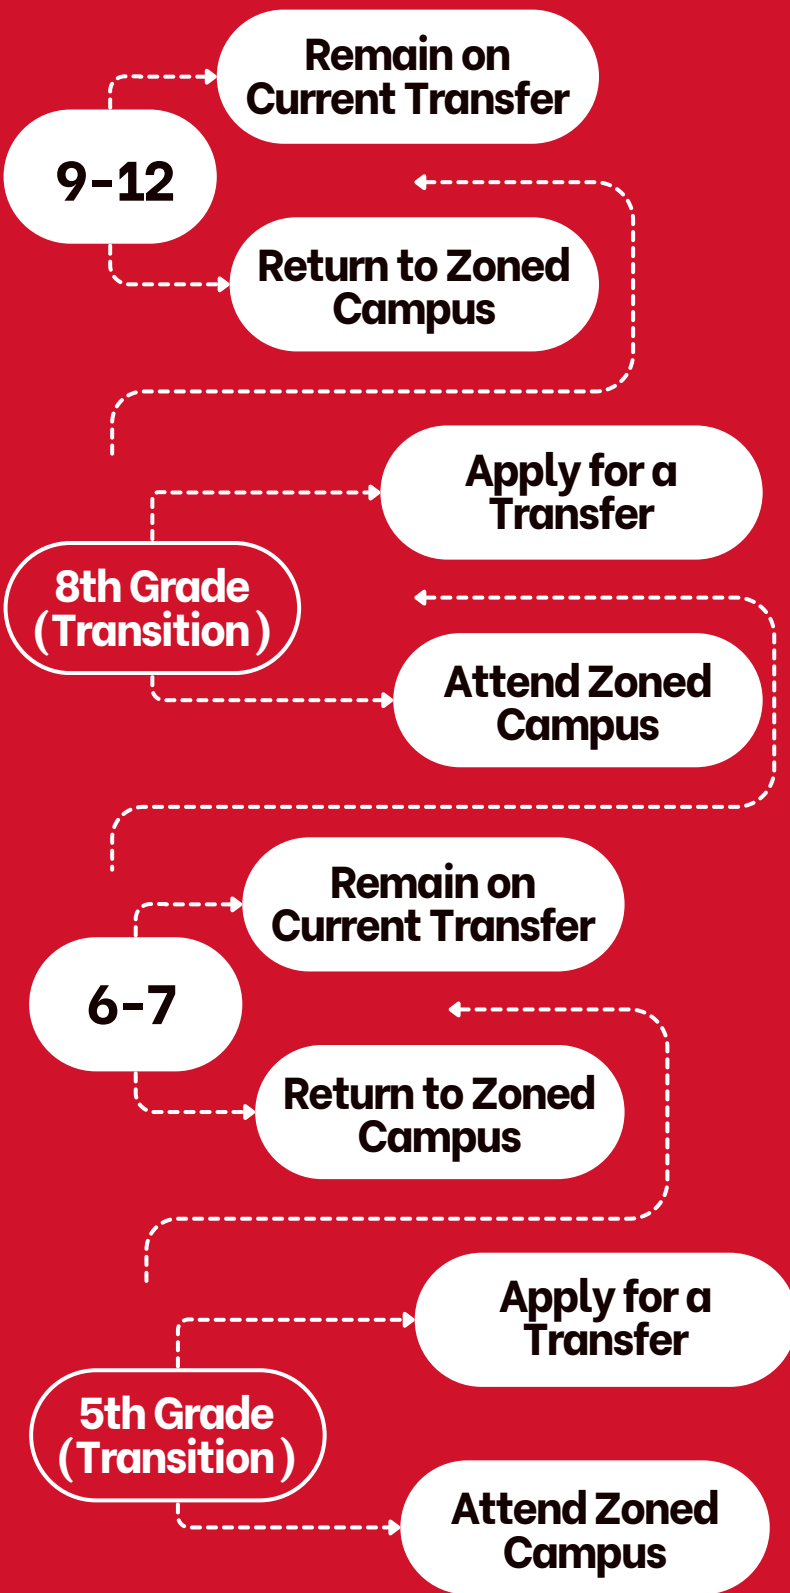 Remain on
Current Transfer
9-12
Return to Zoned
Campus
Apply for a
Transfer
8th Grade
(Transition)
Attend Zoned
Campus
Remain on
Current Transfer
6-7
Return to Zoned
Campus
Apply for a
Transfer
5th Grade
(Transition)
Attend Zoned
Campus